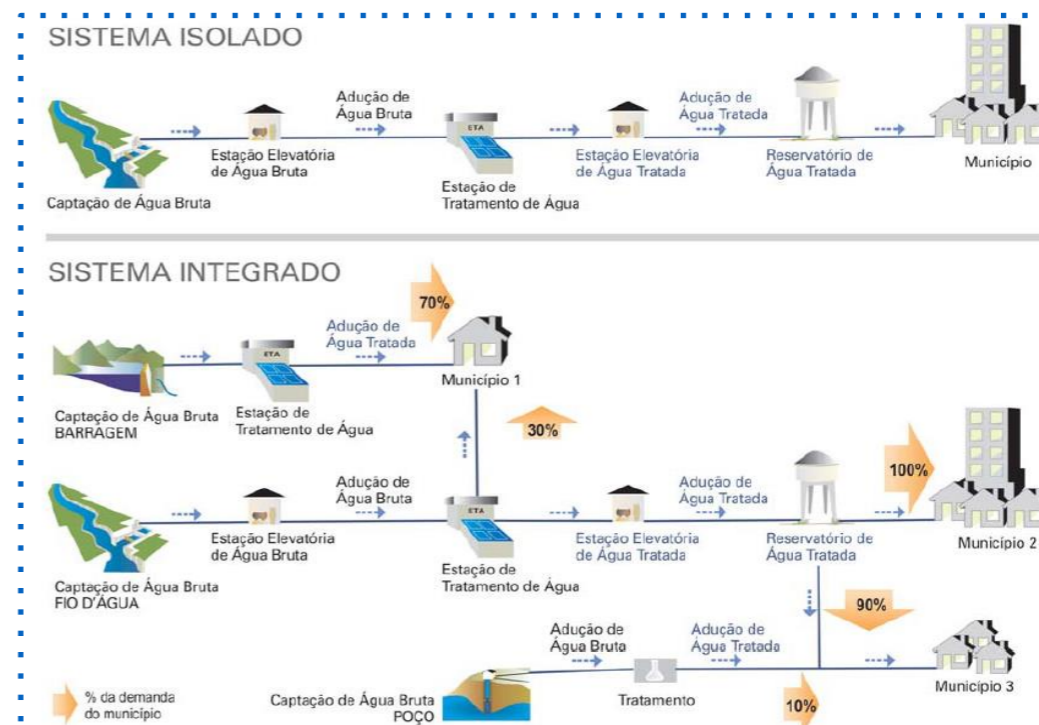 SISTEMA ISOLADO
Captação de Água Bruta
Estação Elevatória
de Água Bruta
Adução de
Água Bruta
ETA
Estação de
Tratamento de Água
Estação Elevatória
de Água Tratada
Adução de
Água Tratada
Reservatório de
Água Tratada
Município
SISTEMA INTEGRADO
Captação de Água Bruta
BARRAGEM
ETA
Estação de
Tratamento de Água
Adução de
Água Tratada
70%
Município 1
30%
Captação de Água Bruta
FIO D'ÁGUA
Estação Elevatória
de Água Bruta
Adução de
Água Bruta
ETA
Estação de
Tratamento de Água
Estação Elevatória
de Água Tratada
Adução de
Água Tratada
Reservatório de
Água Tratada
100%
Município 2
90%
Captação de Água Bruta
POÇO
Adução de
Água Bruta
Tratamento
Adução de
Água Tratada
10%
Município 3
% da demanda
do município